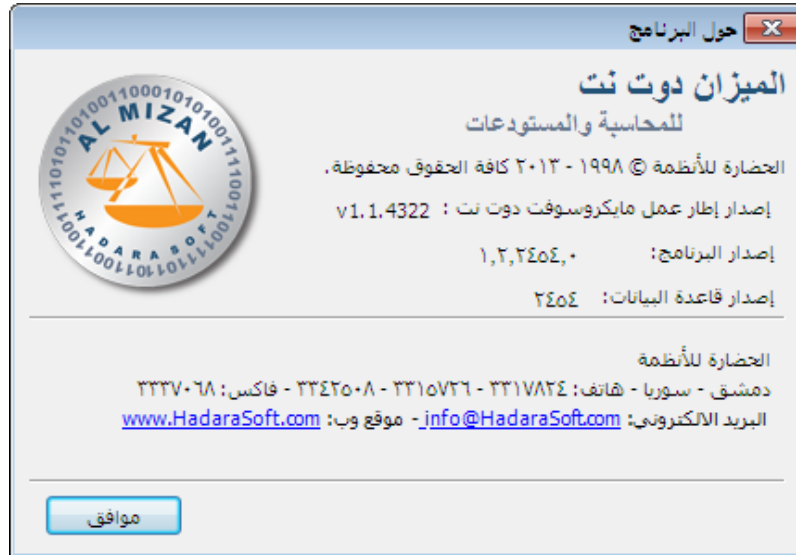 حول البرنامج
الميزان دوت نت
للمحاسبة والمستودعات
الحضارة للأنظمة © ١٩٩٨ - ٢٠١٣ كافة الحقوق محفوظة.
إصدار إطار عمل مايكروسوفت دوت نت : v1.1.4322
إصدار البرنامج: ١,٢,٢٤٥٤,٠
إصدار قاعدة البيانات: ٢٤٥٤
AL MIZAN
HADARA SOFT
الحضارة للأنظمة
دمشق - سوريا - هاتف: ٣٣١٧٨٢٤ - ٣٣١٥٧٢٦ - ٣٣٤٢٥٠٨ - فاكس: ٣٣٣٧٠٦٨
البريد الالكتروني: info@HadaraSoft.com - موقع وب: www.HadaraSoft.com
موافق